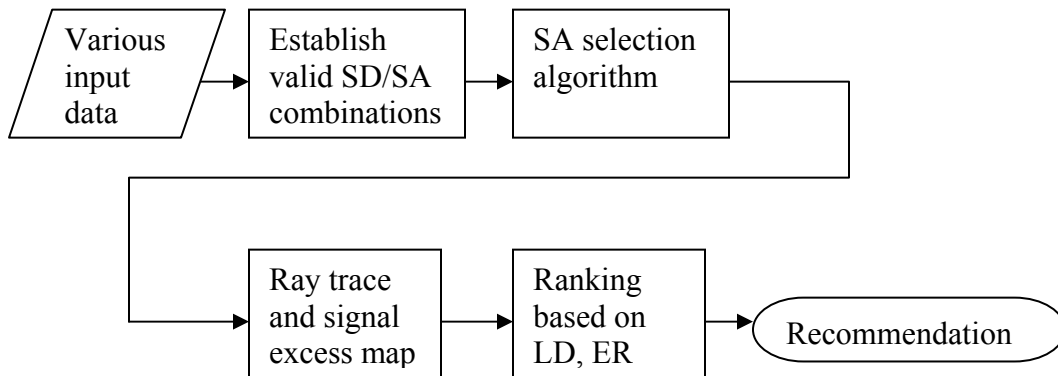 Various
input
data
Establish
valid SD/SA
combinations
SA selection
algorithm
Ray trace
and signal
excess map
Ranking
based on
LD, ER
Recommendation